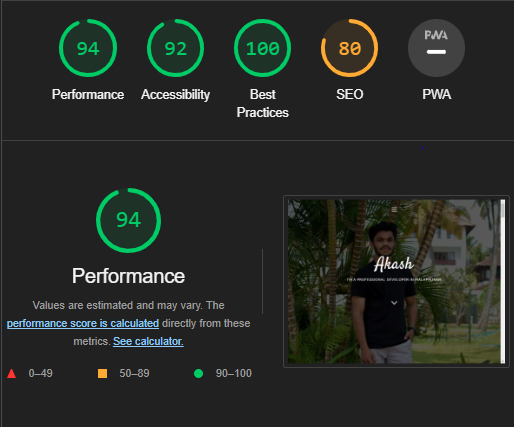 94
92
100
80
PWA
Performance
Accessibility
Best
Practices
SEO
PWA
94
Performance
Values are estimated and may vary. The
performance score is calculated directly from these
metrics. See calculator.
0–49
50–89
90–100
Akash
I'M A PROFESSIONAL DEVELOPER IN MALAPPURAM